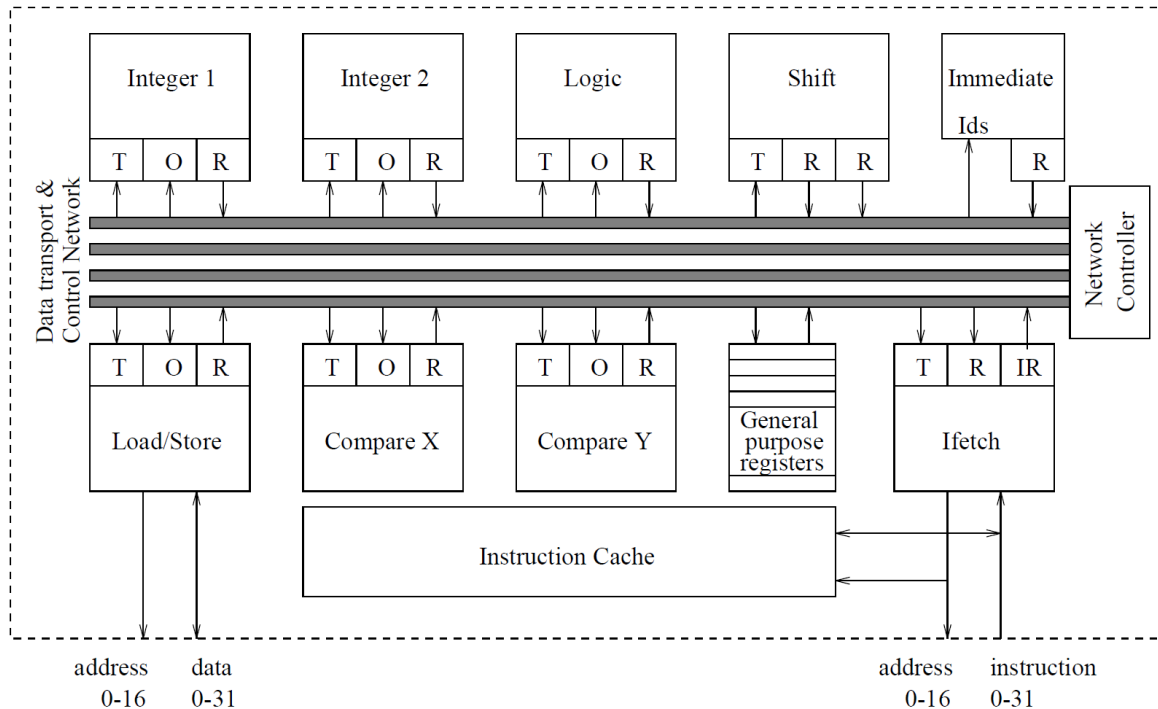 Integer 1
Integer 2
Logic
Shift
Immediate
Ids
T O R
T O R
T O R
T R R
R
Data transport &
Control Network
Network
Controller
T O R
T O R
T O R
T R IR
Load/Store
Compare X
Compare Y
General
purpose
registers
Ifetch
Instruction Cache
address
0-16
data
0-31
address
0-16
instruction
0-31